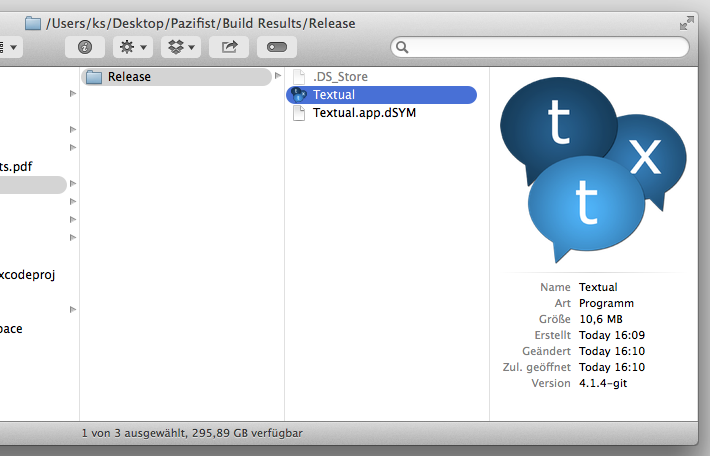 /Users/ks/Desktop/Pazifist/Build Results/Release
Release
.DS_Store
Textual
Textual.app.dSYM
ts.pdf
xcodeproj
pace
t
x
t
Name Textual
Art Programm
Größe 10,6 MB
Erstellt Today 16:09
Geändert Today 16:10
Zul. geöffnet Today 16:10
Version 4.1.4-git
1 von 3 ausgewählt, 295,89 GB verfügbar